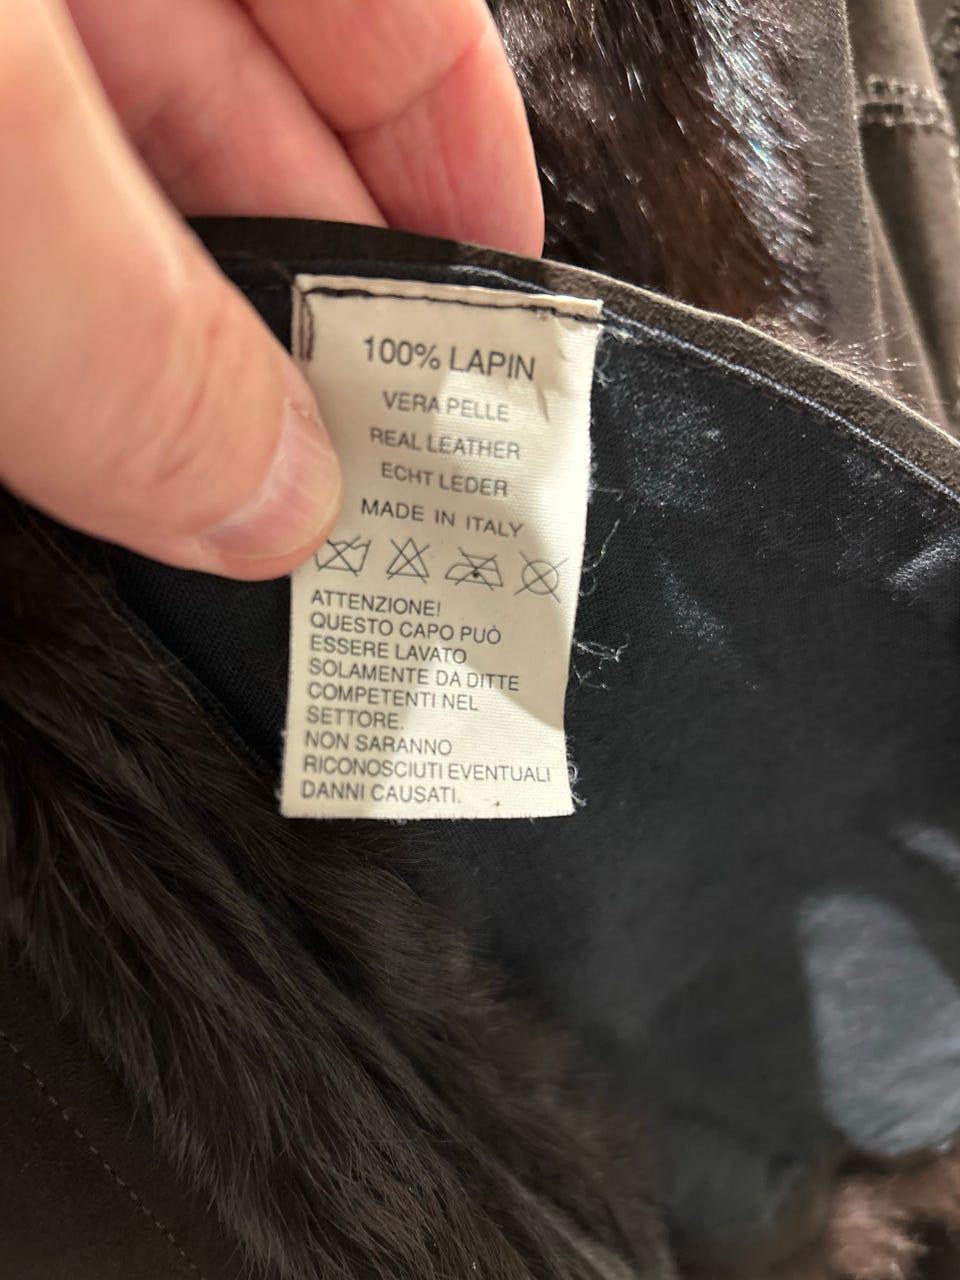 100% LAPIN
VERA PELLE
REAL LEATHER
ECHT LEDER
MADE IN ITALY
ATTENZIONE!
QUESTO CAPO PUÒ
ESSERE LAVATO
SOLAMENTE DA DITTE
COMPETENTI NEL
SETTORE.
NON SARANNO
RICONOSCIUTI EVENTUALI
DANNI CAUSATI.